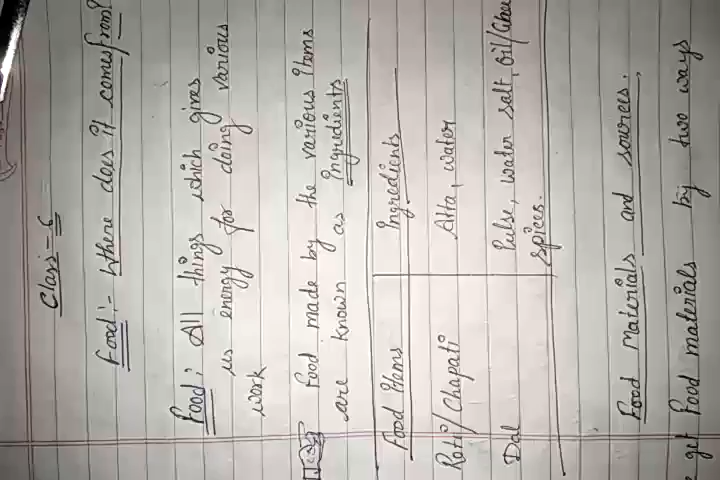 Class - 6
Food :- Where does it comes from?
Food : All things which gives
us energy for doing various
work
Food made by the various items
are known as ingredients
Food items Ingredients
Roti/Chapati Atta, water
Dal Pulse, water salt, oil/Ghee
spices.
Food Materials and sources.
get food materials by two ways